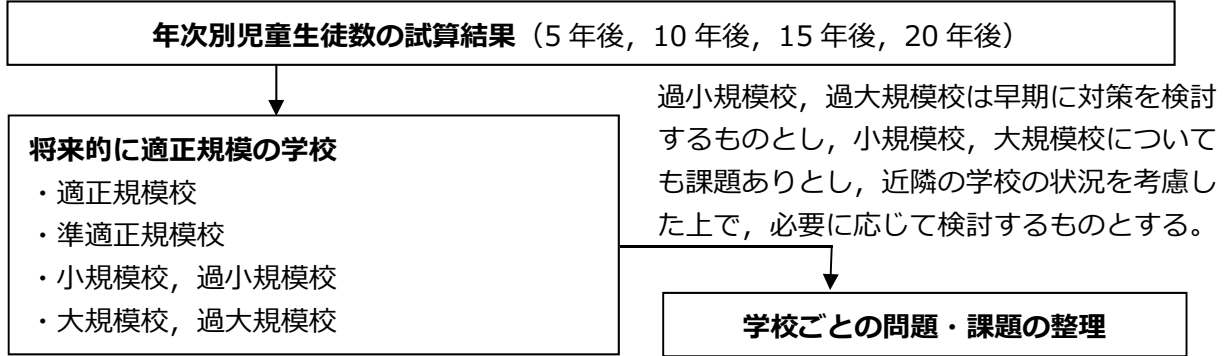 年次別児童生徒数の試算結果（5 年後，10 年後，15 年後，20 年後）
過小規模校，過大規模校は早期に対策を検討
するものとし，小規模校，大規模校について
も課題ありとし，近隣の学校の状況を考慮し
た上で，必要に応じて検討するものとする。
将来的に適正規模の学校
・適正規模校
・準適正規模校
・小規模校，過小規模校
・大規模校，過大規模校
学校ごとの問題・課題の整理